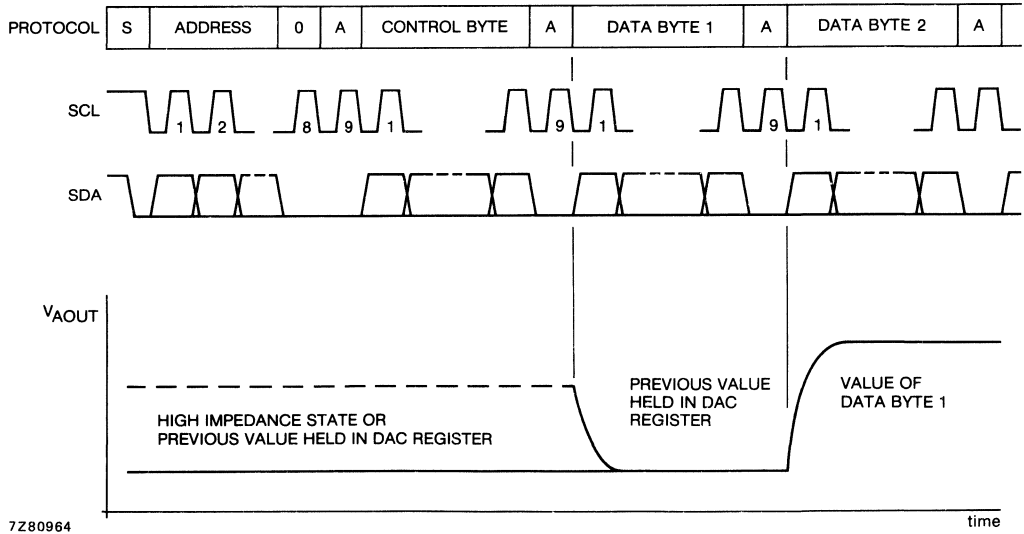 PROTOCOL S ADDRESS 0 A CONTROL BYTE A DATA BYTE 1 A DATA BYTE 2 A
SCL
1 2 8 9 1 9 1 9 1
SDA
VAOUT
HIGH IMPEDANCE STATE OR
PREVIOUS VALUE HELD IN DAC REGISTER
PREVIOUS VALUE
HELD IN DAC
REGISTER
VALUE OF
DATA BYTE 1
7Z80964
time